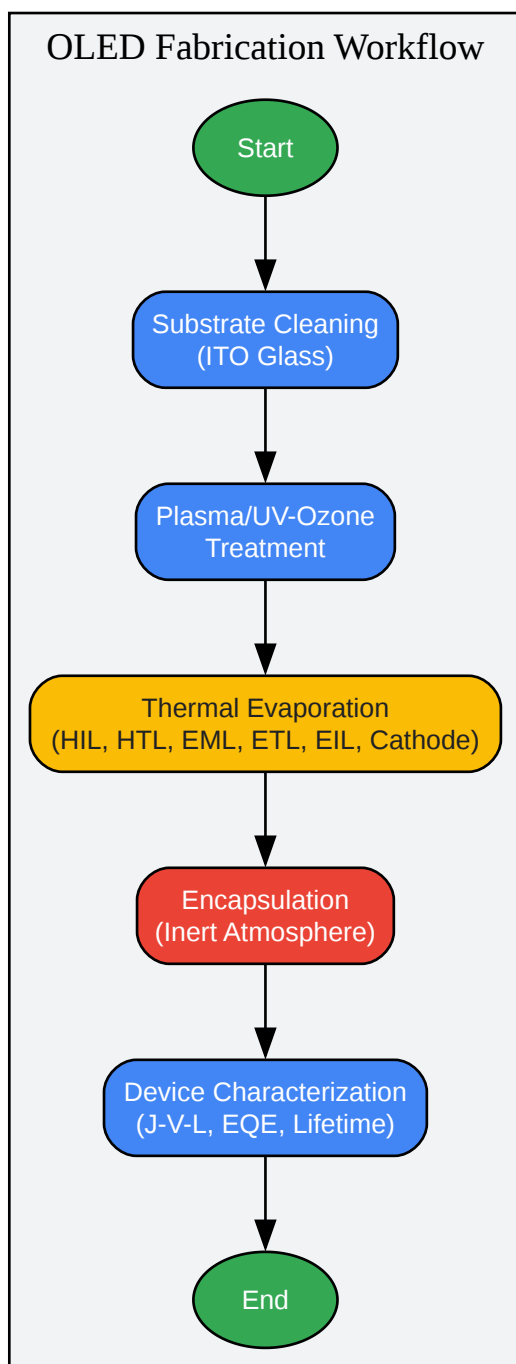 OLED Fabrication Workflow
Start
Substrate Cleaning
(ITO Glass)
Plasma/UV-Ozone
Treatment
Thermal Evaporation
(HIL, HTL, EML, ETL, EIL, Cathode)
Encapsulation
(Inert Atmosphere)
Device Characterization
(J-V-L, EQE, Lifetime)
End